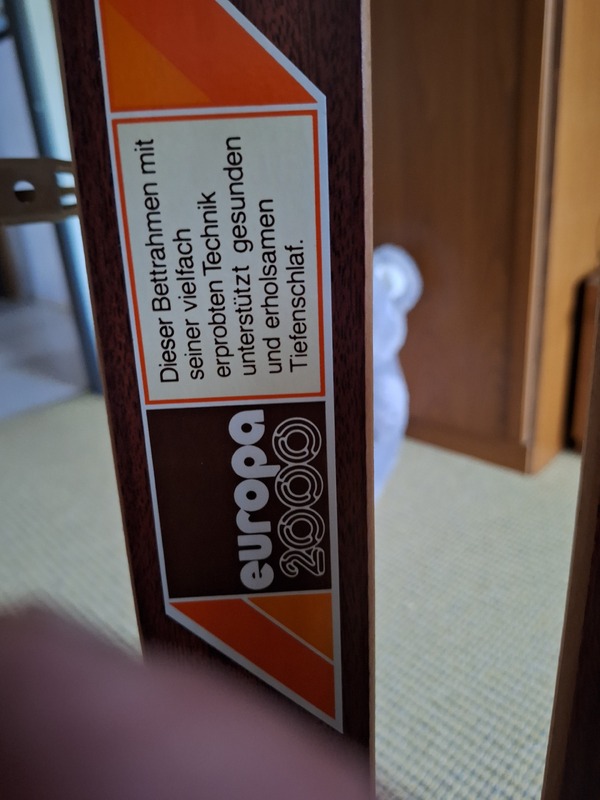 europa
2000
Dieser Bettrahmen mit
seiner vielfach
erprobten Technik
unterstützt gesunden
und erholsamen
Tiefenschlaf.